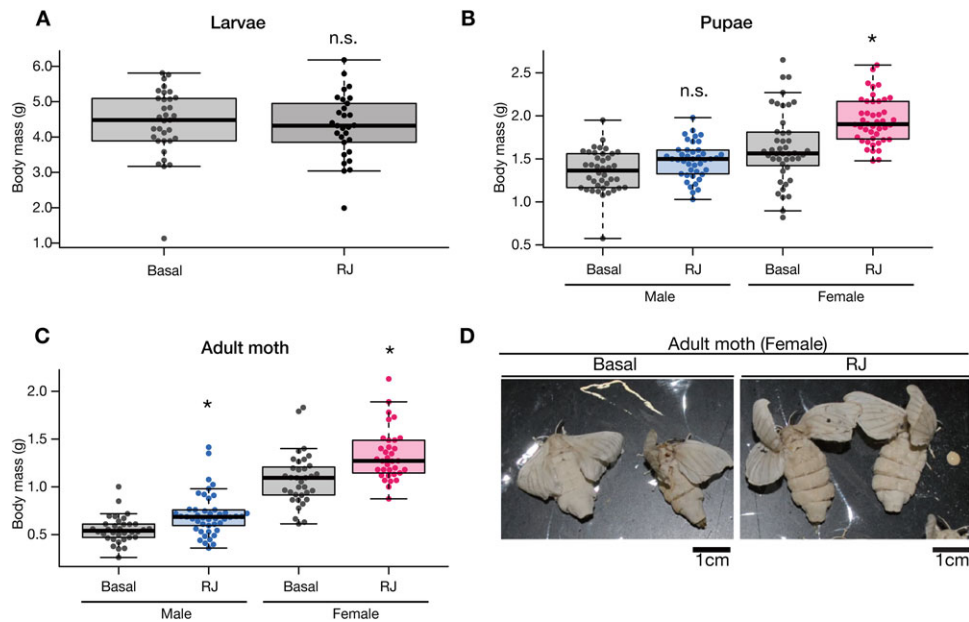 A
Larvae
n.s.
Body mass (g)
6.0
5.0
4.0
3.0
2.0
1.0
Basal
RJ
B
Pupae
*
n.s.
Body mass (g)
2.5
2.0
1.5
1.0
0.5
Basal
RJ
Basal
RJ
Male
Female
C
Adult moth
*
*
Body mass (g)
2.0
1.5
1.0
0.5
Basal
RJ
Basal
RJ
Male
Female
D
Adult moth (Female)
Basal
RJ
1cm
1cm